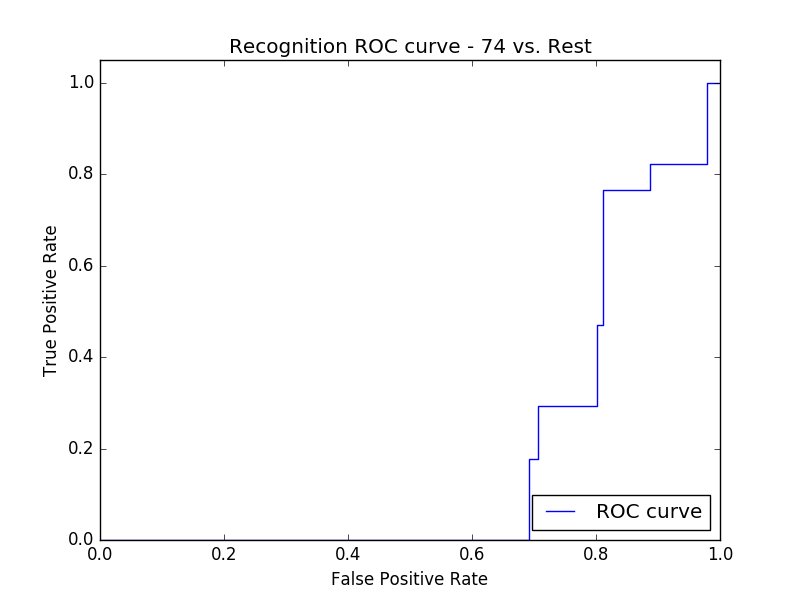 Recognition ROC curve - 74 vs. Rest
1.0
0.8
0.6
0.4
0.2
0.0
True Positive Rate
ROC curve
0.0 0.2 0.4 0.6 0.8 1.0
False Positive Rate